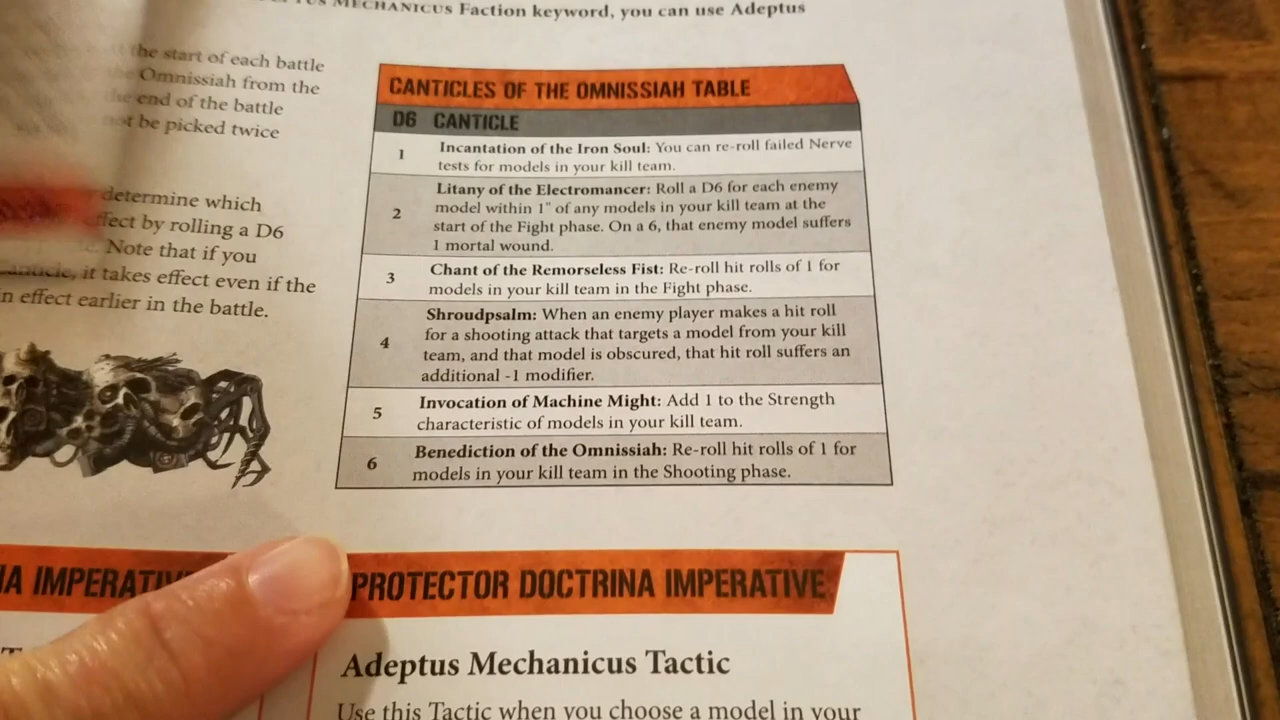 MECHANICUS Faction keyword, you can use Adeptus
the start of each battle
Omnissiah from the
the end of the battle
not be picked twice
determine which
effect by rolling a D6
Note that if you
canticle, it takes effect even if the
in effect earlier in the battle.
CANTICLES OF THE OMNISSIAH TABLE
D6 CANTICLE
1 Incantation of the Iron Soul: You can re-roll failed Nerve
tests for models in your kill team.
2 Litany of the Electromancer: Roll a D6 for each enemy
model within 1" of any models in your kill team at the
start of the Fight phase. On a 6, that enemy model suffers
1 mortal wound.
3 Chant of the Remorseless Fist: Re-roll hit rolls of 1 for
models in your kill team in the Fight phase.
4 Shroudpsalm: When an enemy player makes a hit roll
for a shooting attack that targets a model from your kill
team, and that model is obscured, that hit roll suffers an
additional -1 modifier.
5 Invocation of Machine Might: Add 1 to the Strength
characteristic of models in your kill team.
6 Benediction of the Omnissiah: Re-roll hit rolls of 1 for
models in your kill team in the Shooting phase.
PROTECTOR DOCTRINA IMPERATIVE
Adeptus Mechanicus Tactic
Use this Tactic when you choose a model in your